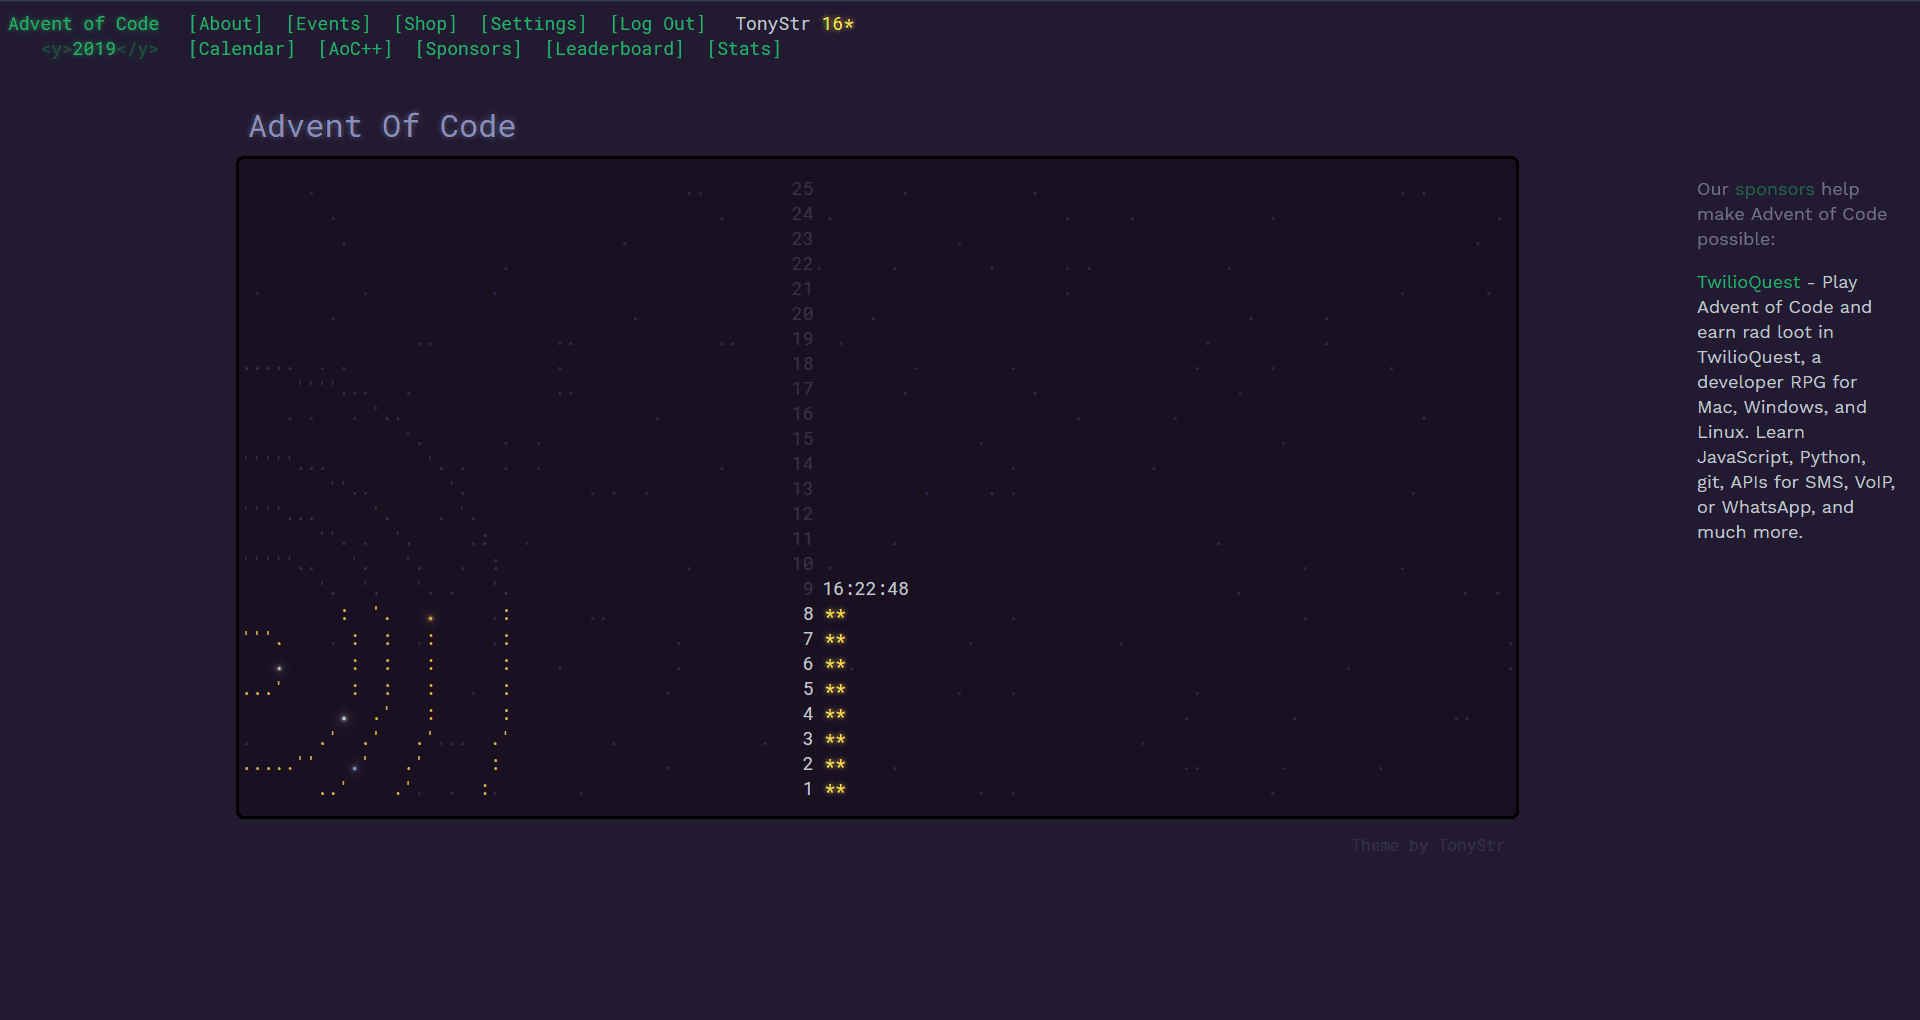 Advent of Code [About] [Events] [Shop] [Settings] [Log Out] TonyStr 16*
<y>2019</y> [Calendar] [AoC++] [Sponsors] [Leaderboard] [Stats]
Advent Of Code
25
24
23
22
21
20
19
18
17
16
15
14
13
12
11
10
9 16:22:48
8 **
7 **
6 **
5 **
4 **
3 **
2 **
1 **
Theme by TonyStr
Our sponsors help
make Advent of Code
possible:
TwilioQuest - Play
Advent of Code and
earn rad loot in
TwilioQuest, a
developer RPG for
Mac, Windows, and
Linux. Learn
JavaScript, Python,
git, APIs for SMS, VoIP,
or WhatsApp, and
much more.